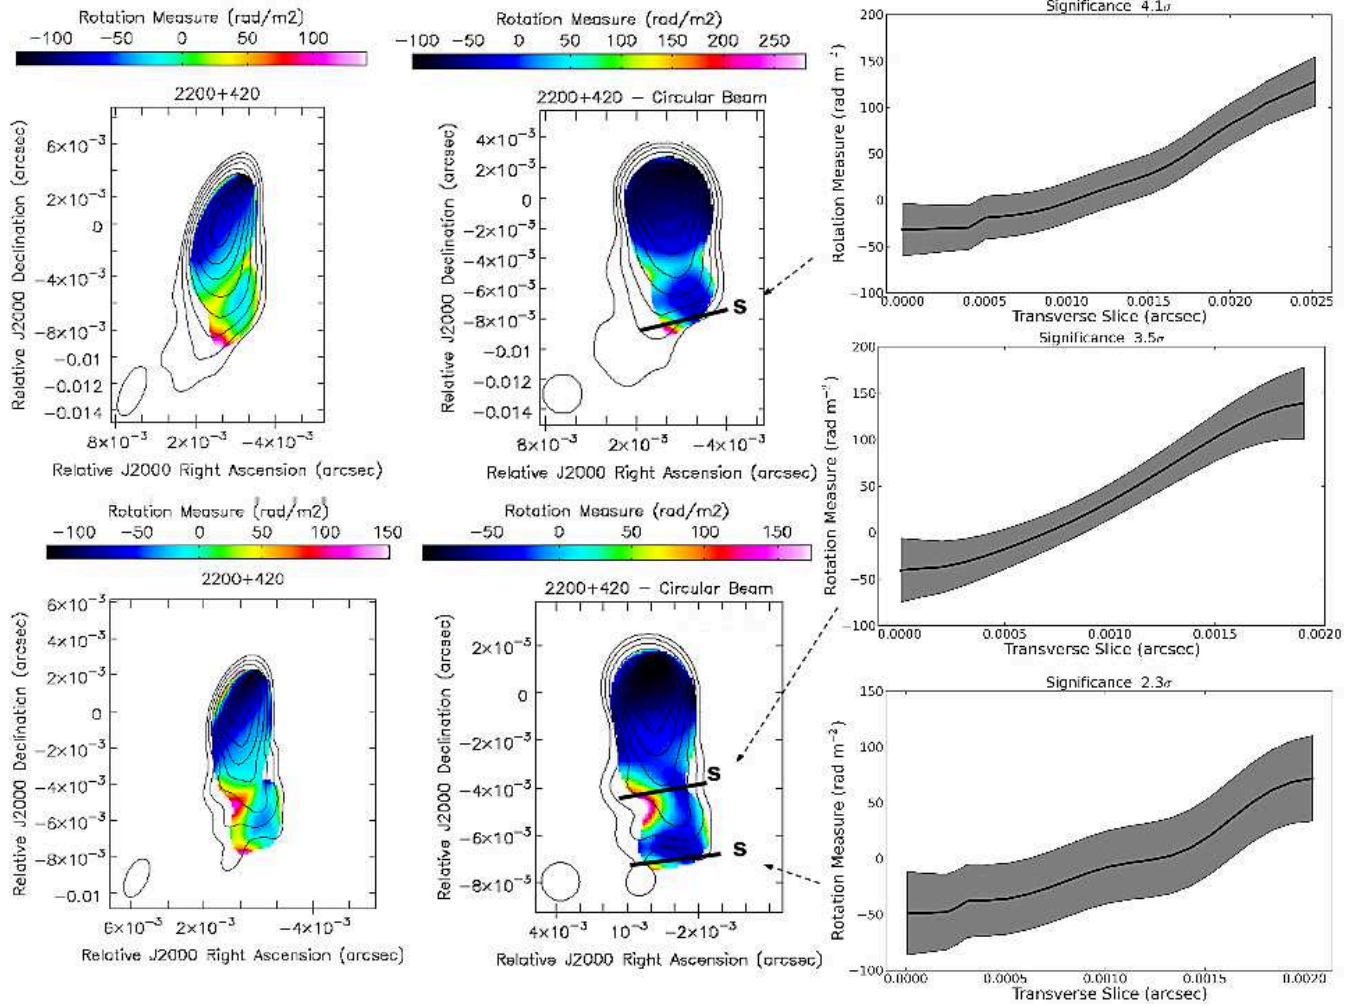 Rotation Measure (rad/m2)
−100 −50 0 50 100
2200+420
Relative J2000 Declination (arcsec)
6×10⁻³
2×10⁻³
0
−4×10⁻³
−8×10⁻³
−0.01
−0.012
−0.014
8×10⁻³ 2×10⁻³ −4×10⁻³
Relative J2000 Right Ascension (arcsec)
Rotation Measure (rad/m2)
−100 −50 0 50 100 150 200 250
2200+420 − Circular Beam
Relative J2000 Declination (arcsec)
4×10⁻³
2×10⁻³
0
−2×10⁻³
−4×10⁻³
−6×10⁻³
−8×10⁻³
−0.01
−0.012
−0.014
S
8×10⁻³ 2×10⁻³ −4×10⁻³
Relative J2000 Right Ascension (arcsec)
Significance 4.1σ
Rotation Measure (rad m⁻²)
200
150
100
50
0
−50
−100
0.0000 0.0005 0.0010 0.0015 0.0020 0.0025
Transverse Slice (arcsec)
Significance 3.5σ
Rotation Measure (rad m⁻²)
200
150
100
50
0
−50
−100
0.0000 0.0005 0.0010 0.0015 0.0020
Transverse Slice (arcsec)
Rotation Measure (rad/m2)
−100 −50 0 50 100 150
2200+420
Relative J2000 Declination (arcsec)
6×10⁻³
4×10⁻³
2×10⁻³
0
−2×10⁻³
−4×10⁻³
−6×10⁻³
−8×10⁻³
−0.01
6×10⁻³ 2×10⁻³ −4×10⁻³
Relative J2000 Right Ascension (arcsec)
Rotation Measure (rad/m2)
−50 0 50 100 150
2200+420 − Circular Beam
Relative J2000 Declination (arcsec)
2×10⁻³
0
−2×10⁻³
−4×10⁻³
−6×10⁻³
−8×10⁻³
S
S
4×10⁻³ 10⁻³ −2×10⁻³
Relative J2000 Right Ascension (arcsec)
Significance 2.3σ
Rotation Measure (rad m⁻²)
150
100
50
0
−50
−100
0.0000 0.0005 0.0010 0.0015 0.0020
Transverse Slice (arcsec)